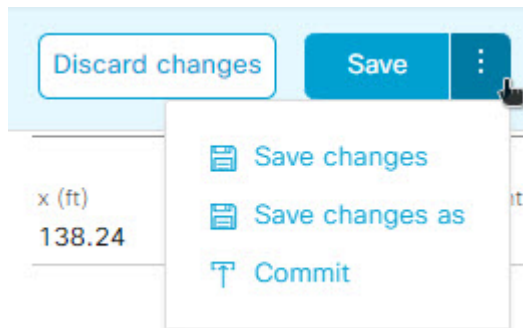 Discard changes
Save
Save changes
x (ft)
Save changes as
138.24
Commit